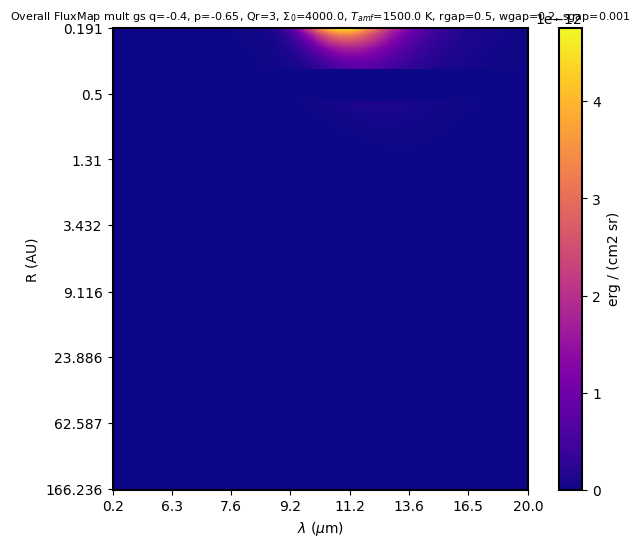 Overall FluxMap mult gs q=-0.4, p=-0.65, Qr=3, Σ₀=4000.0, T_amf=1500.0 K, rgap=0.5, wgap=0.2, sgap=0.001
1e−12
0.191
0.5
1.31
3.432
9.116
23.886
62.587
166.236
R (AU)
0.2 6.3 7.6 9.2 11.2 13.6 16.5 20.0
λ (μm)
4
3
2
1
0
erg / (cm2 sr)